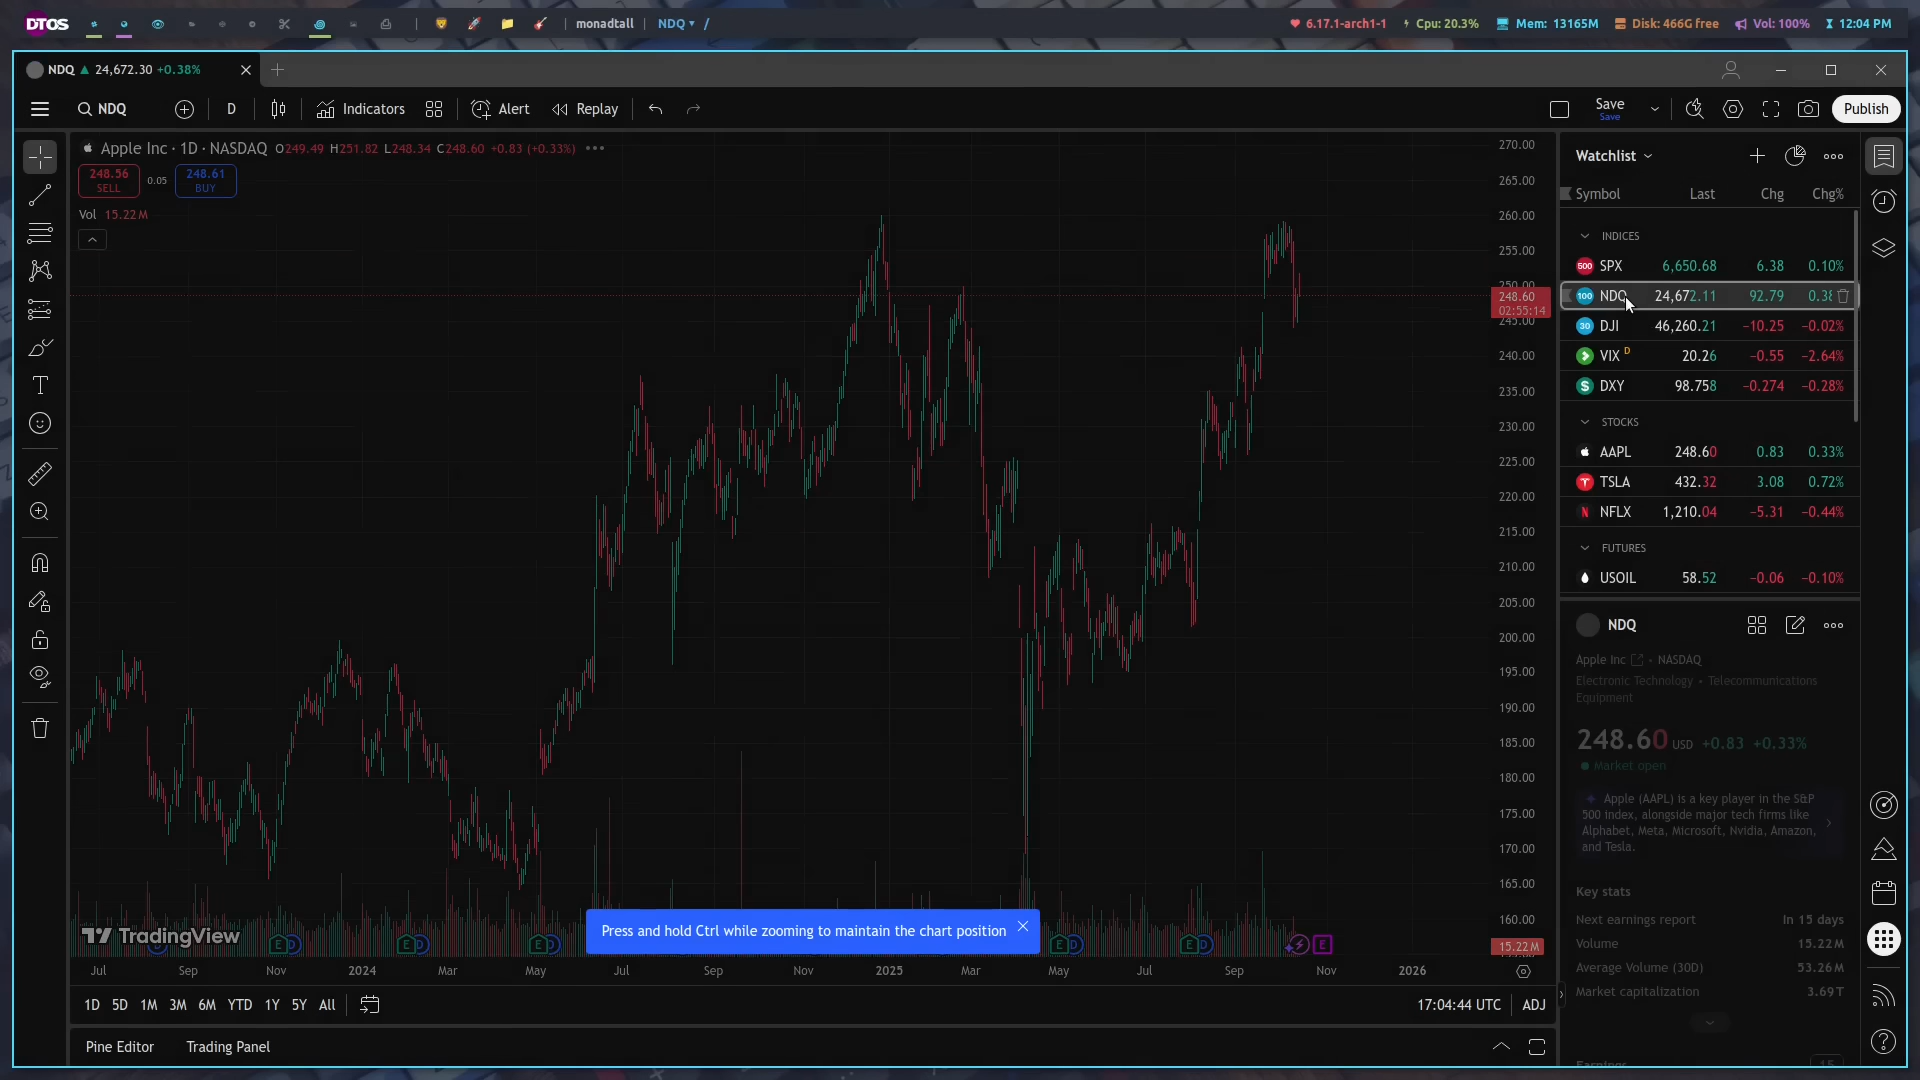 DTOS monadtall NDQ ▾ / 6.17.1-arch1-1 Cpu: 20.3% Mem: 13165M Disk: 466G free Vol: 100% 12:04 PM
NDQ ▲ 24,672.30 +0.38%
NDQ D Indicators Alert Replay Save Publish
Save
Apple Inc · 1D · NASDAQ O249.49 H251.82 L248.34 C248.60 +0.83 (+0.33%)
248.56 0.05 248.61
SELL BUY
Vol 15.22M
270.00
265.00
260.00
255.00
250.00
248.60
02:55:14
245.00
240.00
235.00
230.00
225.00
220.00
215.00
210.00
205.00
200.00
195.00
190.00
185.00
180.00
175.00
170.00
165.00
160.00
15.22M
TradingView
Press and hold Ctrl while zooming to maintain the chart position
E D E D E D E D E D E
Jul Sep Nov 2024 Mar May Jul Sep Nov 2025 Mar May Jul Sep Nov 2026
1D 5D 1M 3M 6M YTD 1Y 5Y All 17:04:44 UTC ADJ
Pine Editor Trading Panel
Watchlist
Symbol Last Chg Chg%
INDICES
500 SPX 6,650.68 6.38 0.10%
100 NDQ 24,672.11 92.79 0.38
30 DJI 46,260.21 −10.25 −0.02%
VIX D 20.26 −0.55 −2.64%
DXY 98.758 −0.274 −0.28%
STOCKS
AAPL 248.60 0.83 0.33%
TSLA 432.32 3.08 0.72%
NFLX 1,210.04 −5.31 −0.44%
FUTURES
USOIL 58.52 −0.06 −0.10%
NDQ
Apple Inc • NASDAQ
Electronic Technology • Telecommunications
Equipment
248.60 USD +0.83 +0.33%
Market open
Apple (AAPL) is a key player in the S&P
500 index, alongside major tech firms like
Alphabet, Meta, Microsoft, Nvidia, Amazon,
and Tesla.
Key stats
Next earnings report In 15 days
Volume 15.22M
Average Volume (30D) 53.26M
Market capitalization 3.69T